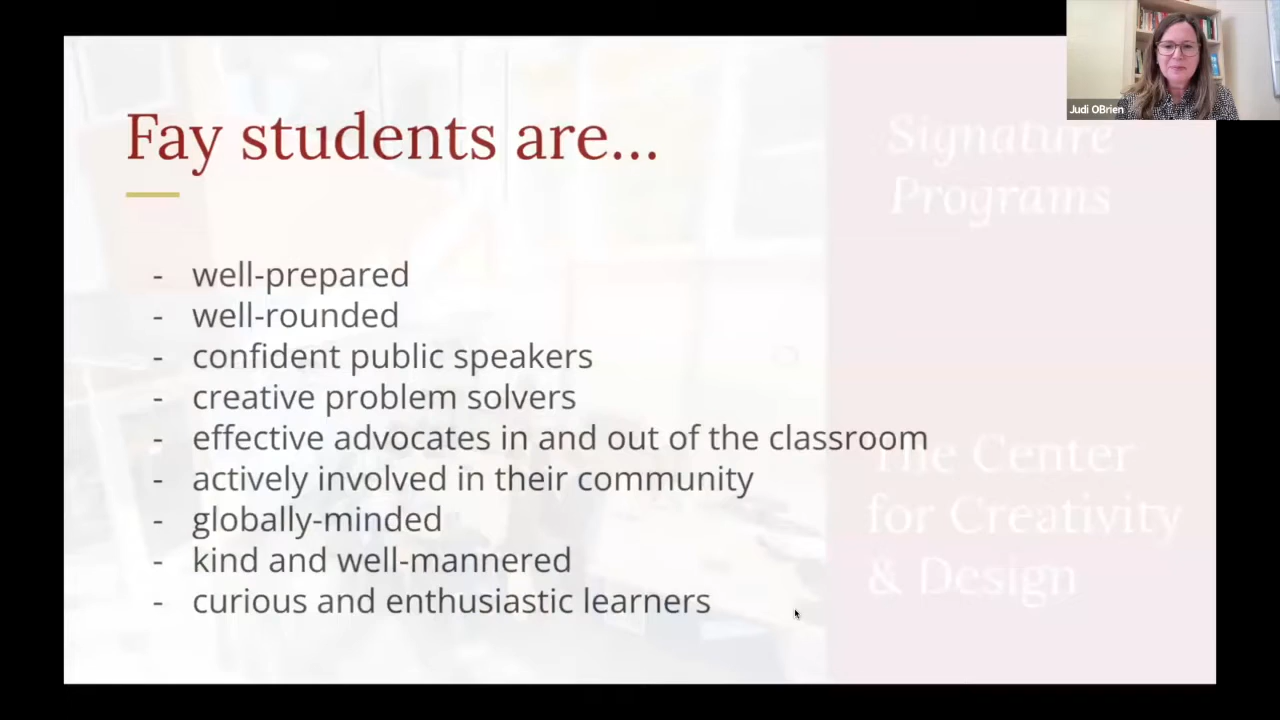 Fay students are...
- well-prepared
- well-rounded
- confident public speakers
- creative problem solvers
- effective advocates in and out of the classroom
- actively involved in their community
- globally-minded
- kind and well-mannered
- curious and enthusiastic learners
Signature
Programs
The Center
for Creativity
& Design
Judi OBrien